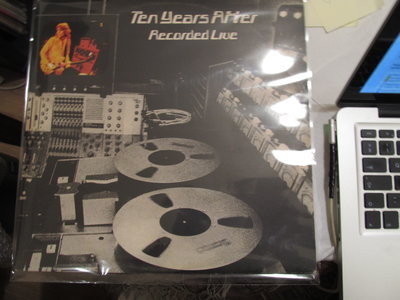 Ten Years After
Recorded Live